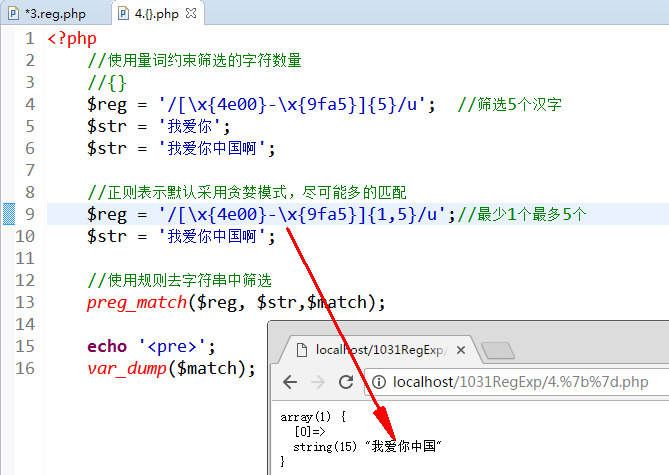 *3.reg.php
4.{}.php
1 <?php
2 //使用量词约束筛选的字符数量
3 //{}
4 $reg = '/[\x{4e00}-\x{9fa5}]{5}/u'; //筛选5个汉字
5 $str = '我爱你';
6 $str = '我爱你中国啊';
7
8 //正则表示默认采用贪婪模式，尽可能多的匹配
9 $reg = '/[\x{4e00}-\x{9fa5}]{1,5}/u';//最少1个最多5个
10 $str = '我爱你中国啊';
11
12 //使用规则去字符串中筛选
13 preg_match($reg, $str,$match);
14
15 echo '<pre>';
16 var_dump($match);
localhost/1031RegExp/
localhost/1031RegExp/4.%7b%7d.php
array(1) {
[0]=>
string(15) "我爱你中国"
}